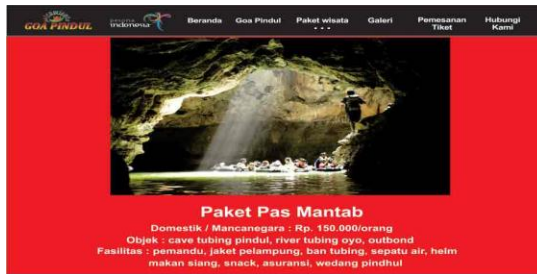 GOA PINDUL
pesona indonesia
Beranda
Goa Pindul
Paket wisata
Galeri
Pemesanan Tiket
Hubungi Kami
Paket Pas Mantab
Domestik / Mancanegara : Rp. 150.000/orang
Objek : cave tubing pindul, river tubing oyo, outbond
Fasilitas : pemandu, jaket pelampung, ban tubing, sepatu air, helm
makan siang, snack, asuransi, wedang pindhul